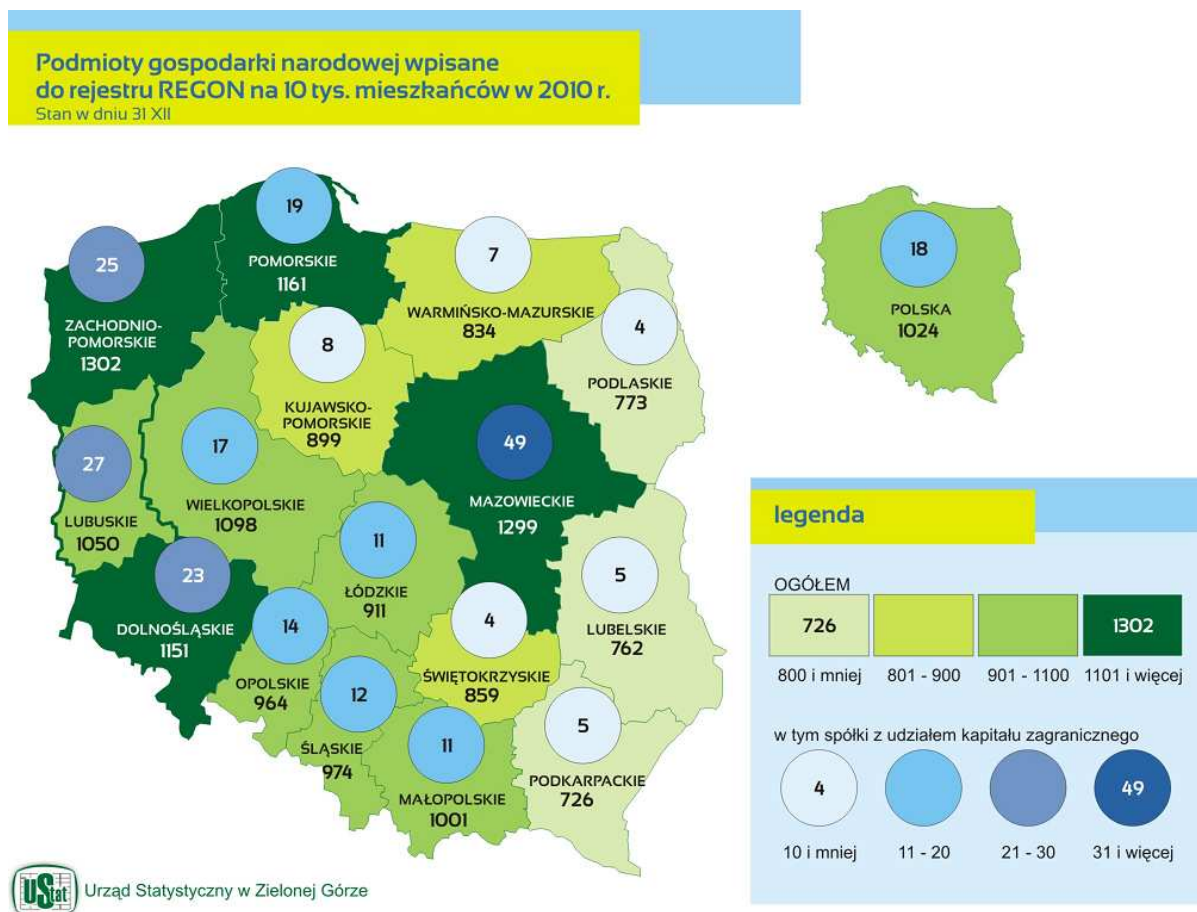 Podmioty gospodarki narodowej wpisane
do rejestru REGON na 10 tys. mieszkańców w 2010 r.
Stan w dniu 31 XII
19
POMORSKIE
1161
25
ZACHODNIO-
POMORSKIE
1302
7
WARMIŃSKO-MAZURSKIE
834
4
PODLASKIE
773
8
KUJAWSKO-
POMORSKIE
899
18
POLSKA
1024
27
LUBUSKIE
1050
17
WIELKOPOLSKIE
1098
49
MAZOWIECKIE
1299
11
ŁÓDZKIE
911
23
DOLNOŚLĄSKIE
1151
14
OPOLSKIE
964
12
ŚLĄSKIE
974
4
ŚWIĘTOKRZYSKIE
859
5
LUBELSKIE
762
11
MAŁOPOLSKIE
1001
5
PODKARPACKIE
726
legenda
OGÓŁEM
726 1302
800 i mniej 801 - 900 901 - 1100 1101 i więcej
w tym spółki z udziałem kapitału zagranicznego
4 49
10 i mniej 11 - 20 21 - 30 31 i więcej
UStat Urząd Statystyczny w Zielonej Górze